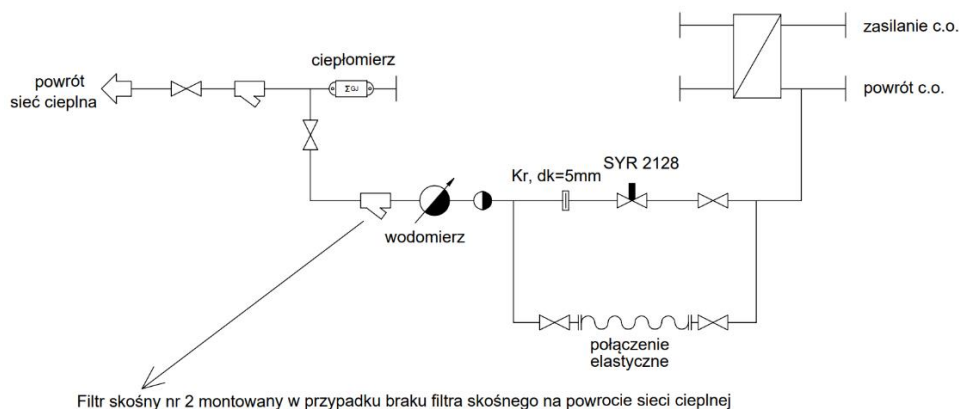 zasilanie c.o.
ciepłomierz
powrót
sieć cieplna
ΣGJ
powrót c.o.
Kr, dk=5mm
SYR 2128
wodomierz
połączenie
elastyczne
Filtr skośny nr 2 montowany w przypadku braku filtra skośnego na powrocie sieci cieplnej